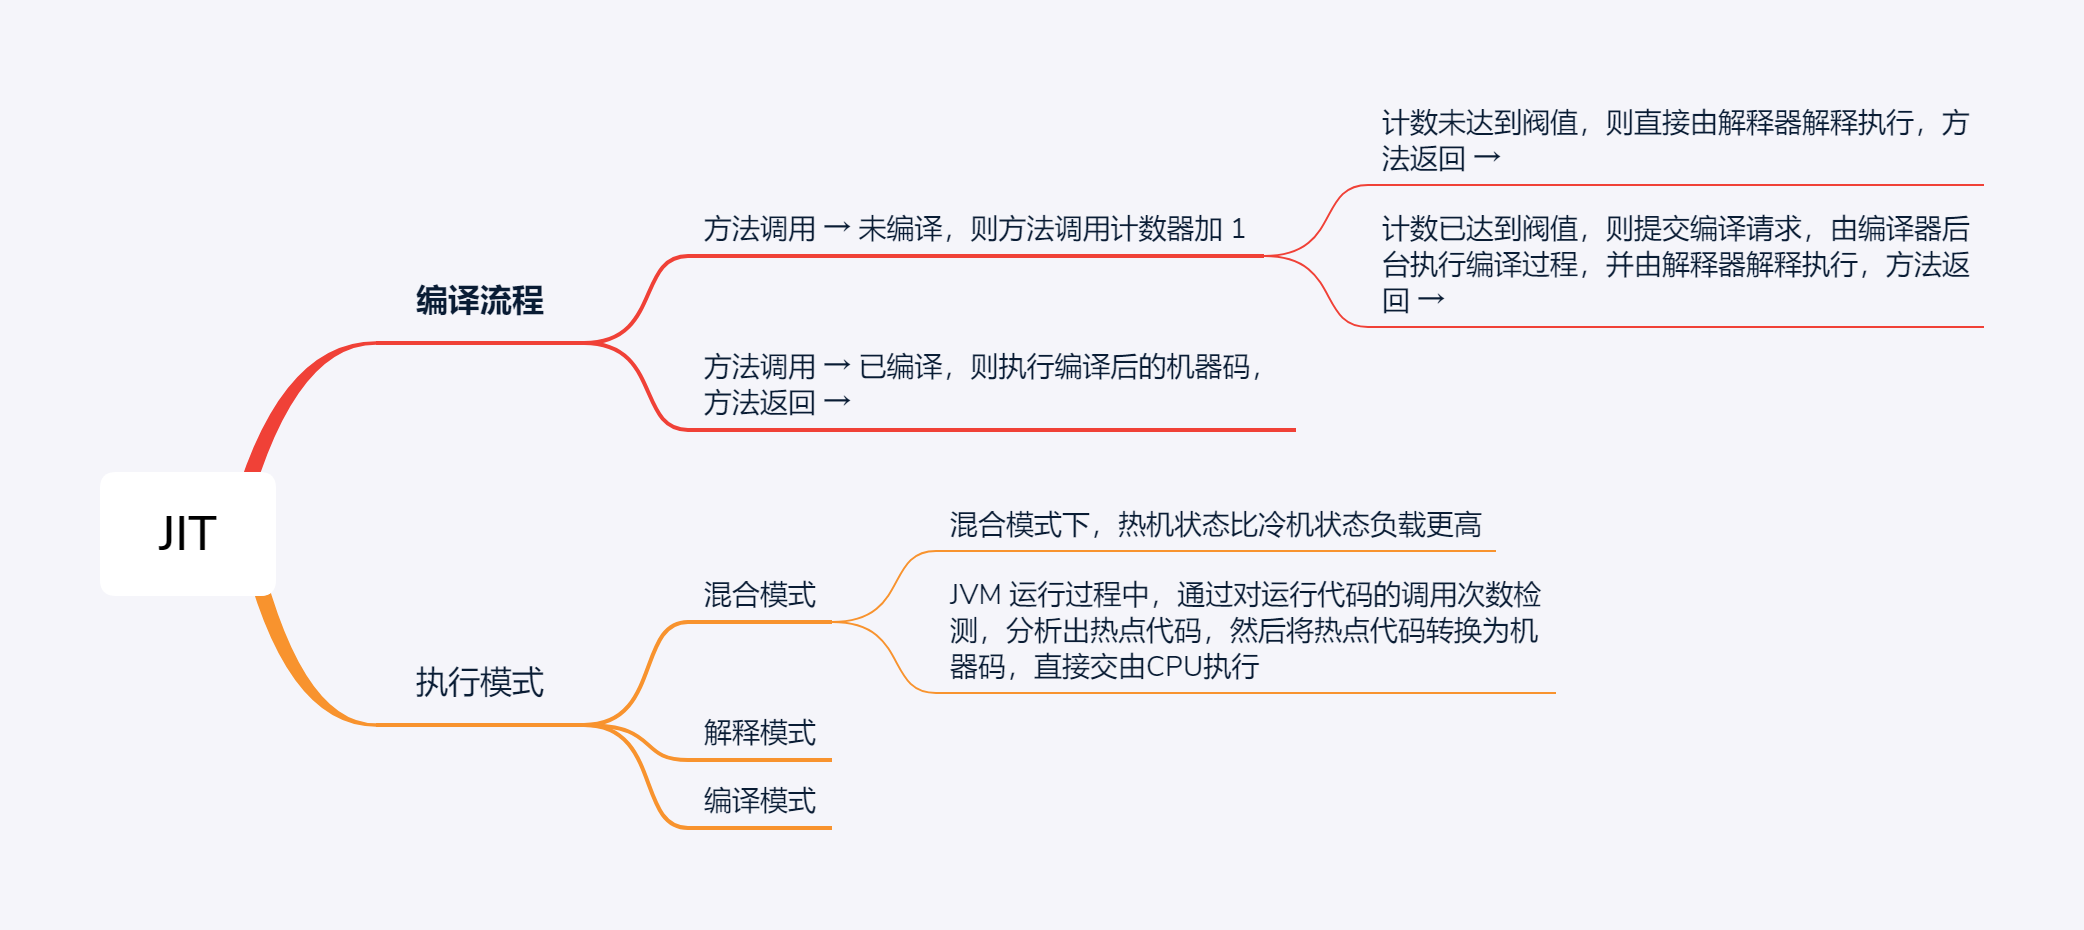 JIT
编译流程
方法调用 → 未编译，则方法调用计数器加 1
计数未达到阀值，则直接由解释器解释执行，方
法返回 →
计数已达到阀值，则提交编译请求，由编译器后
台执行编译过程，并由解释器解释执行，方法返
回 →
方法调用 → 已编译，则执行编译后的机器码，
方法返回 →
执行模式
混合模式
混合模式下，热机状态比冷机状态负载更高
JVM 运行过程中，通过对运行代码的调用次数检
测，分析出热点代码，然后将热点代码转换为机
器码，直接交由CPU执行
解释模式
编译模式